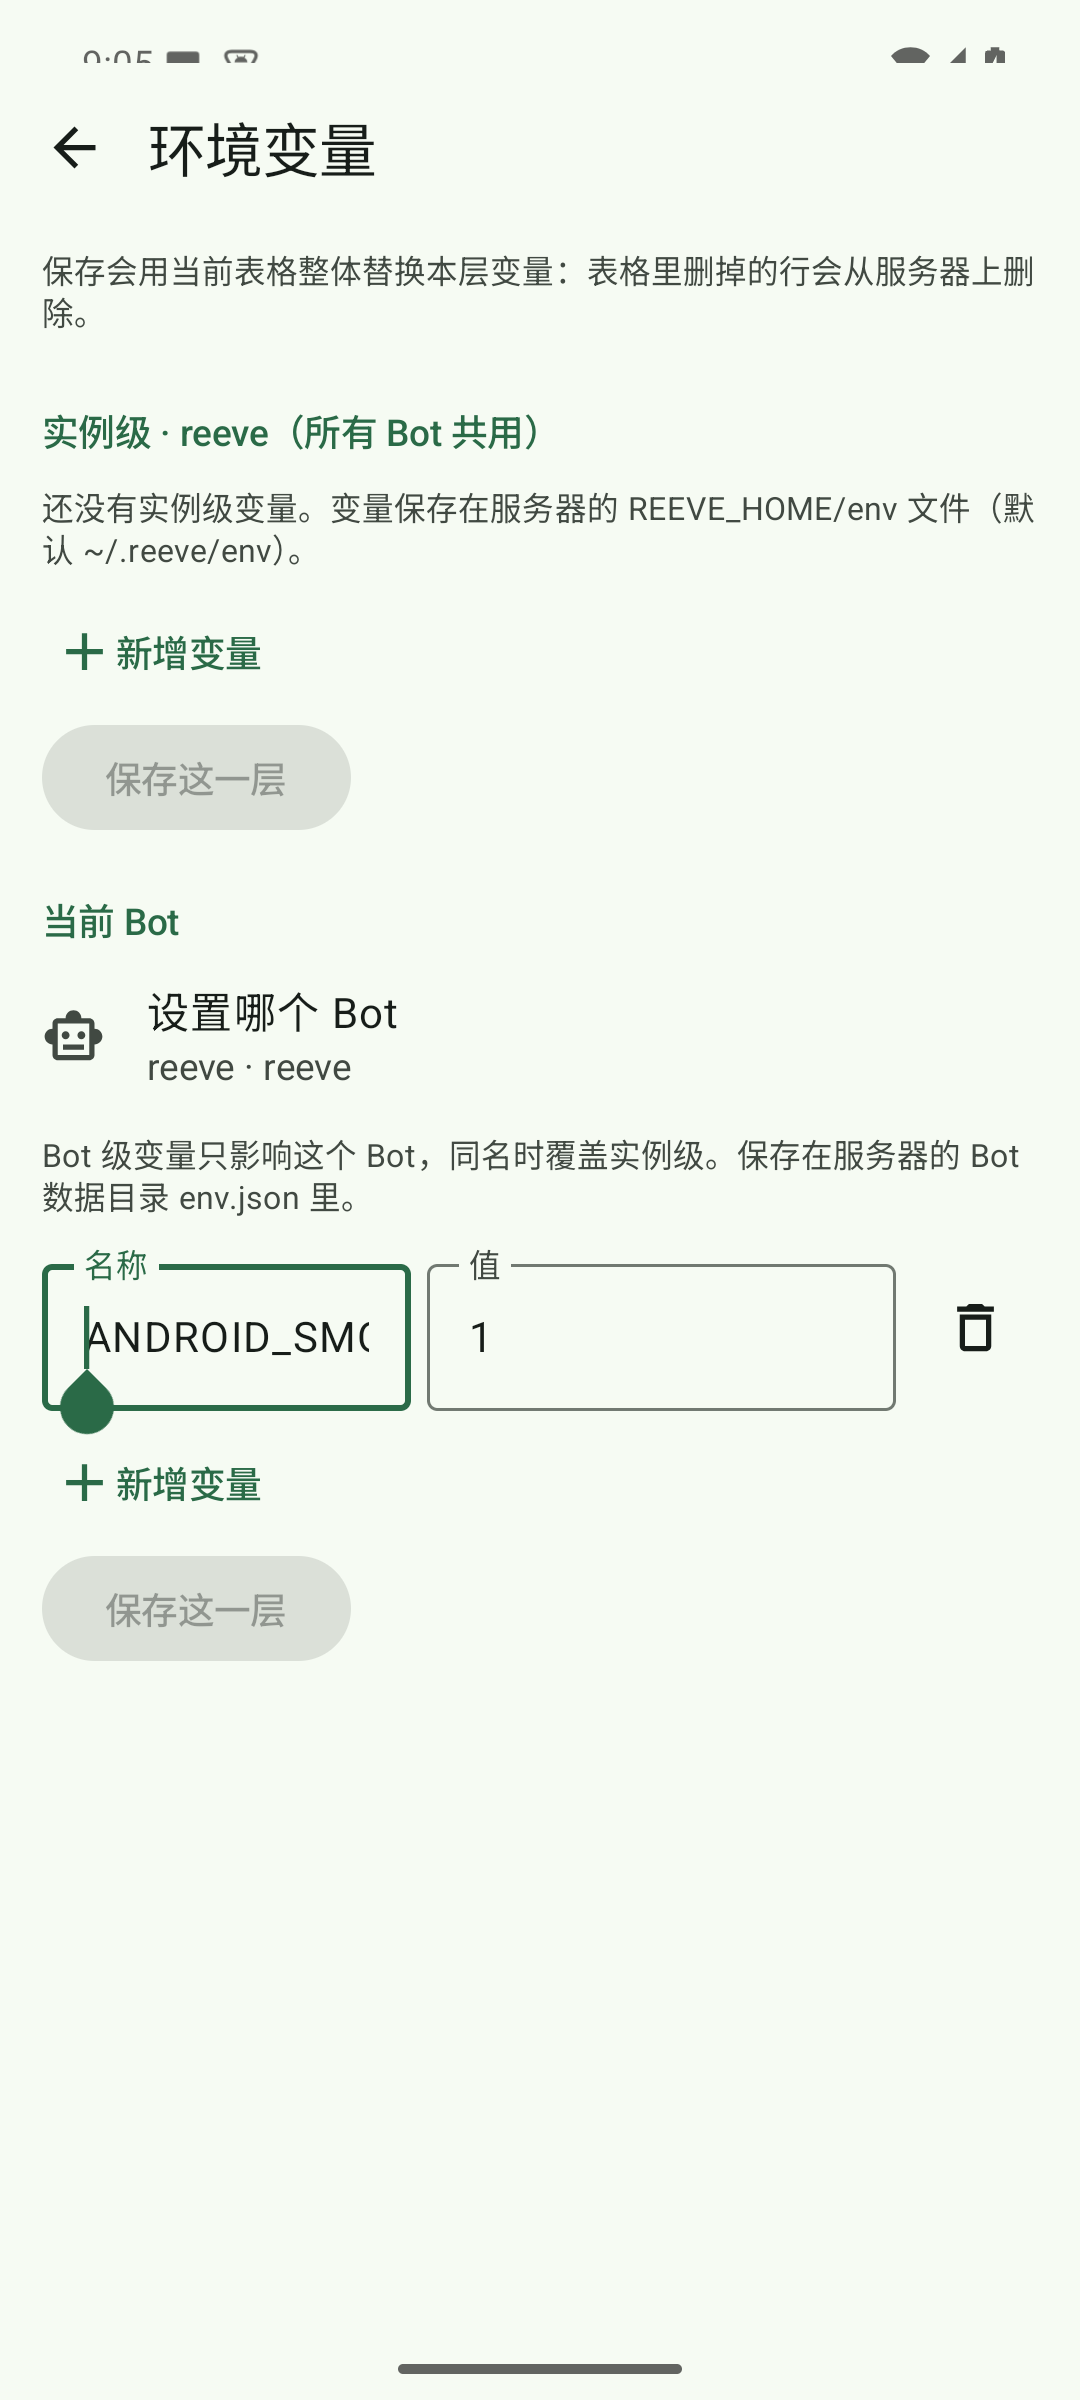 环境变量
保存会用当前表格整体替换本层变量：表格里删掉的行会从服务器上删
除。
实例级 · reeve（所有 Bot 共用）
还没有实例级变量。变量保存在服务器的 REEVE_HOME/env 文件（默
认 ~/.reeve/env）。
新增变量
保存这一层
当前 Bot
设置哪个 Bot
reeve · reeve
Bot 级变量只影响这个 Bot，同名时覆盖实例级。保存在服务器的 Bot
数据目录 env.json 里。
名称 值
ANDROID_SM 1
新增变量
保存这一层